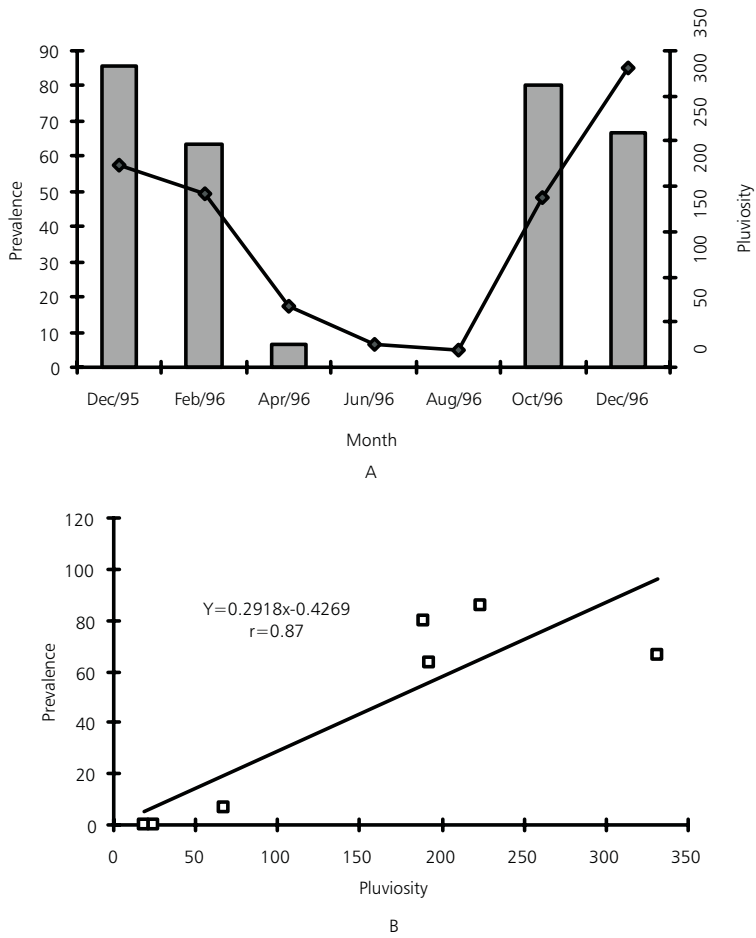 350
90
300
80
70
250
60
200
50
150
40
30
100
20
50
10
0
0
Prevalence
Pluviosity
Dec/95 Feb/96 Apr/96 Jun/96 Aug/96 Oct/96 Dec/96
Month
A
120
100
80
60
40
20
0
Prevalence
Y=0.2918x-0.4269
r=0.87
0 50 100 150 200 250 300 350
Pluviosity
B